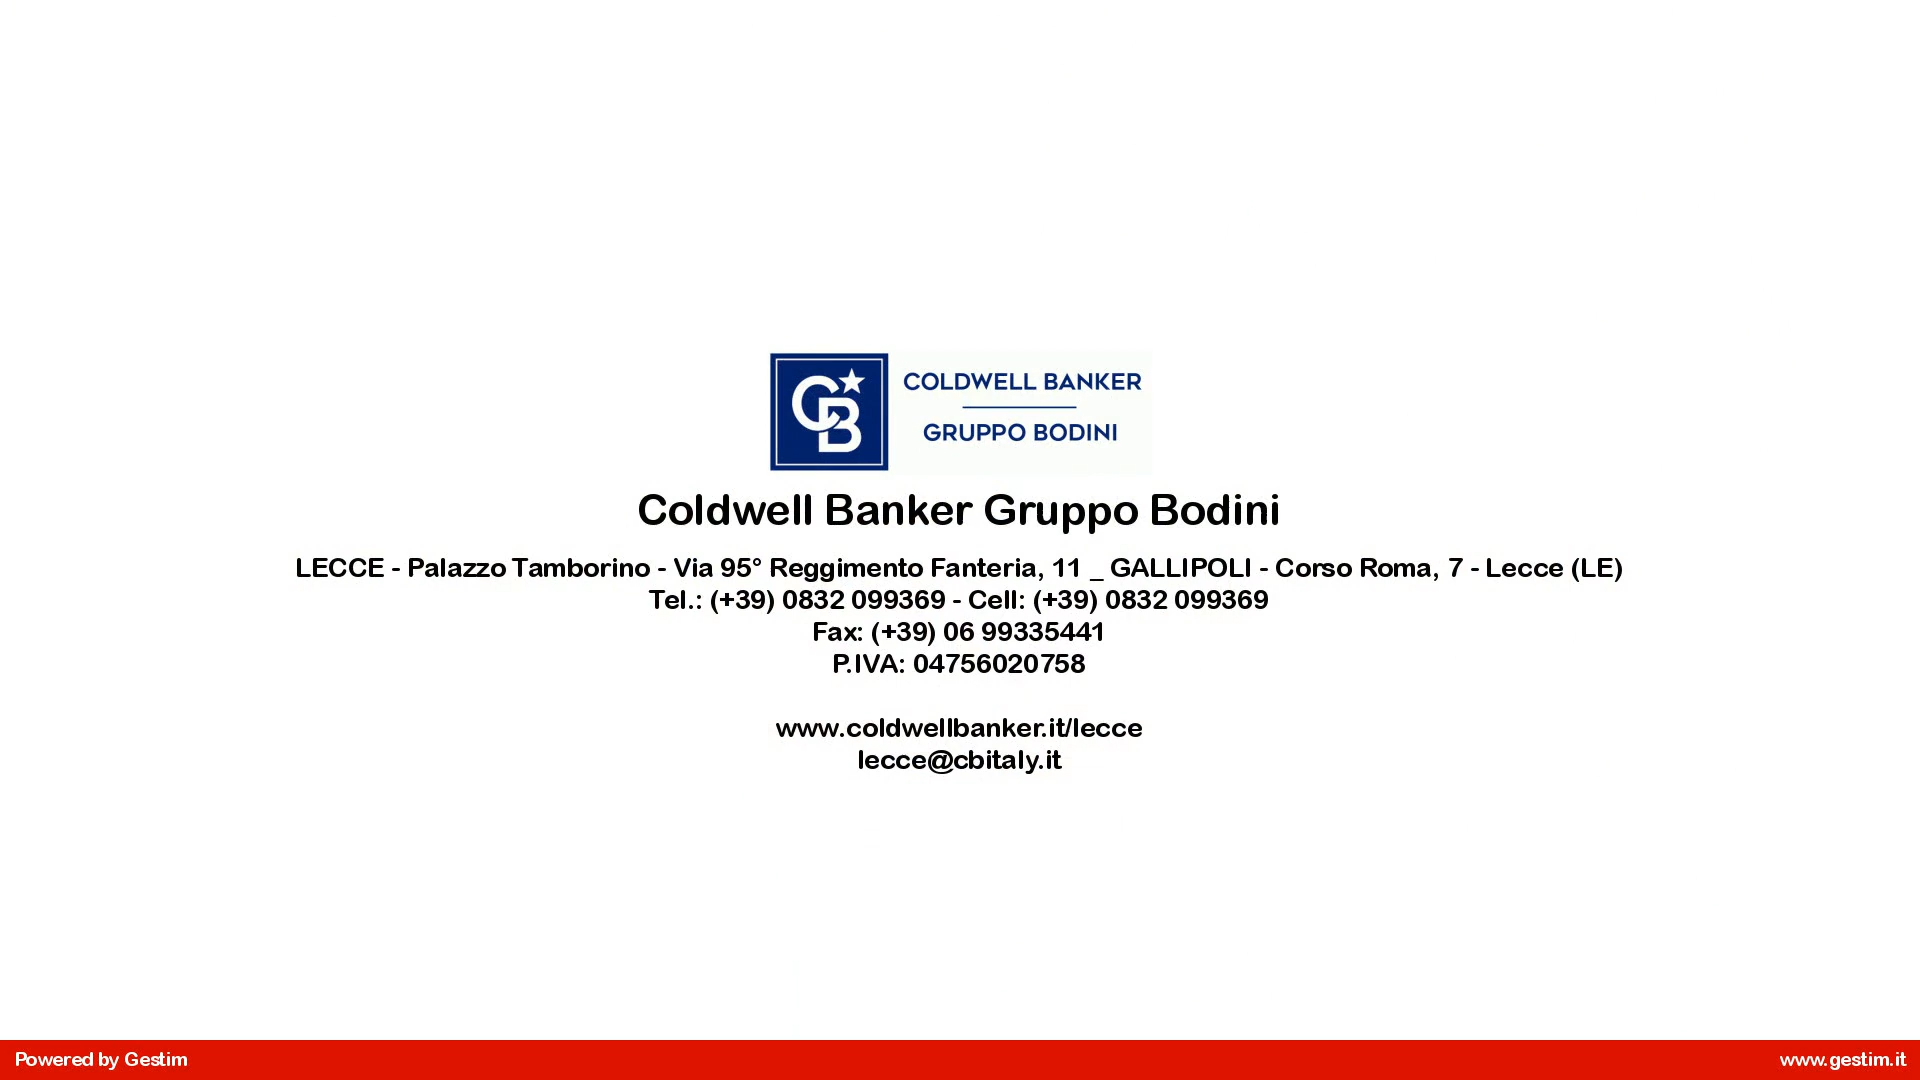 CB
COLDWELL BANKER
GRUPPO BODINI
Coldwell Banker Gruppo Bodini
LECCE - Palazzo Tamborino - Via 95° Reggimento Fanteria, 11 _ GALLIPOLI - Corso Roma, 7 - Lecce (LE)
Tel.: (+39) 0832 099369 - Cell: (+39) 0832 099369
Fax: (+39) 06 99335441
P.IVA: 04756020758
www.coldwellbanker.it/lecce
lecce@cbitaly.it
Powered by Gestim
www.gestim.it